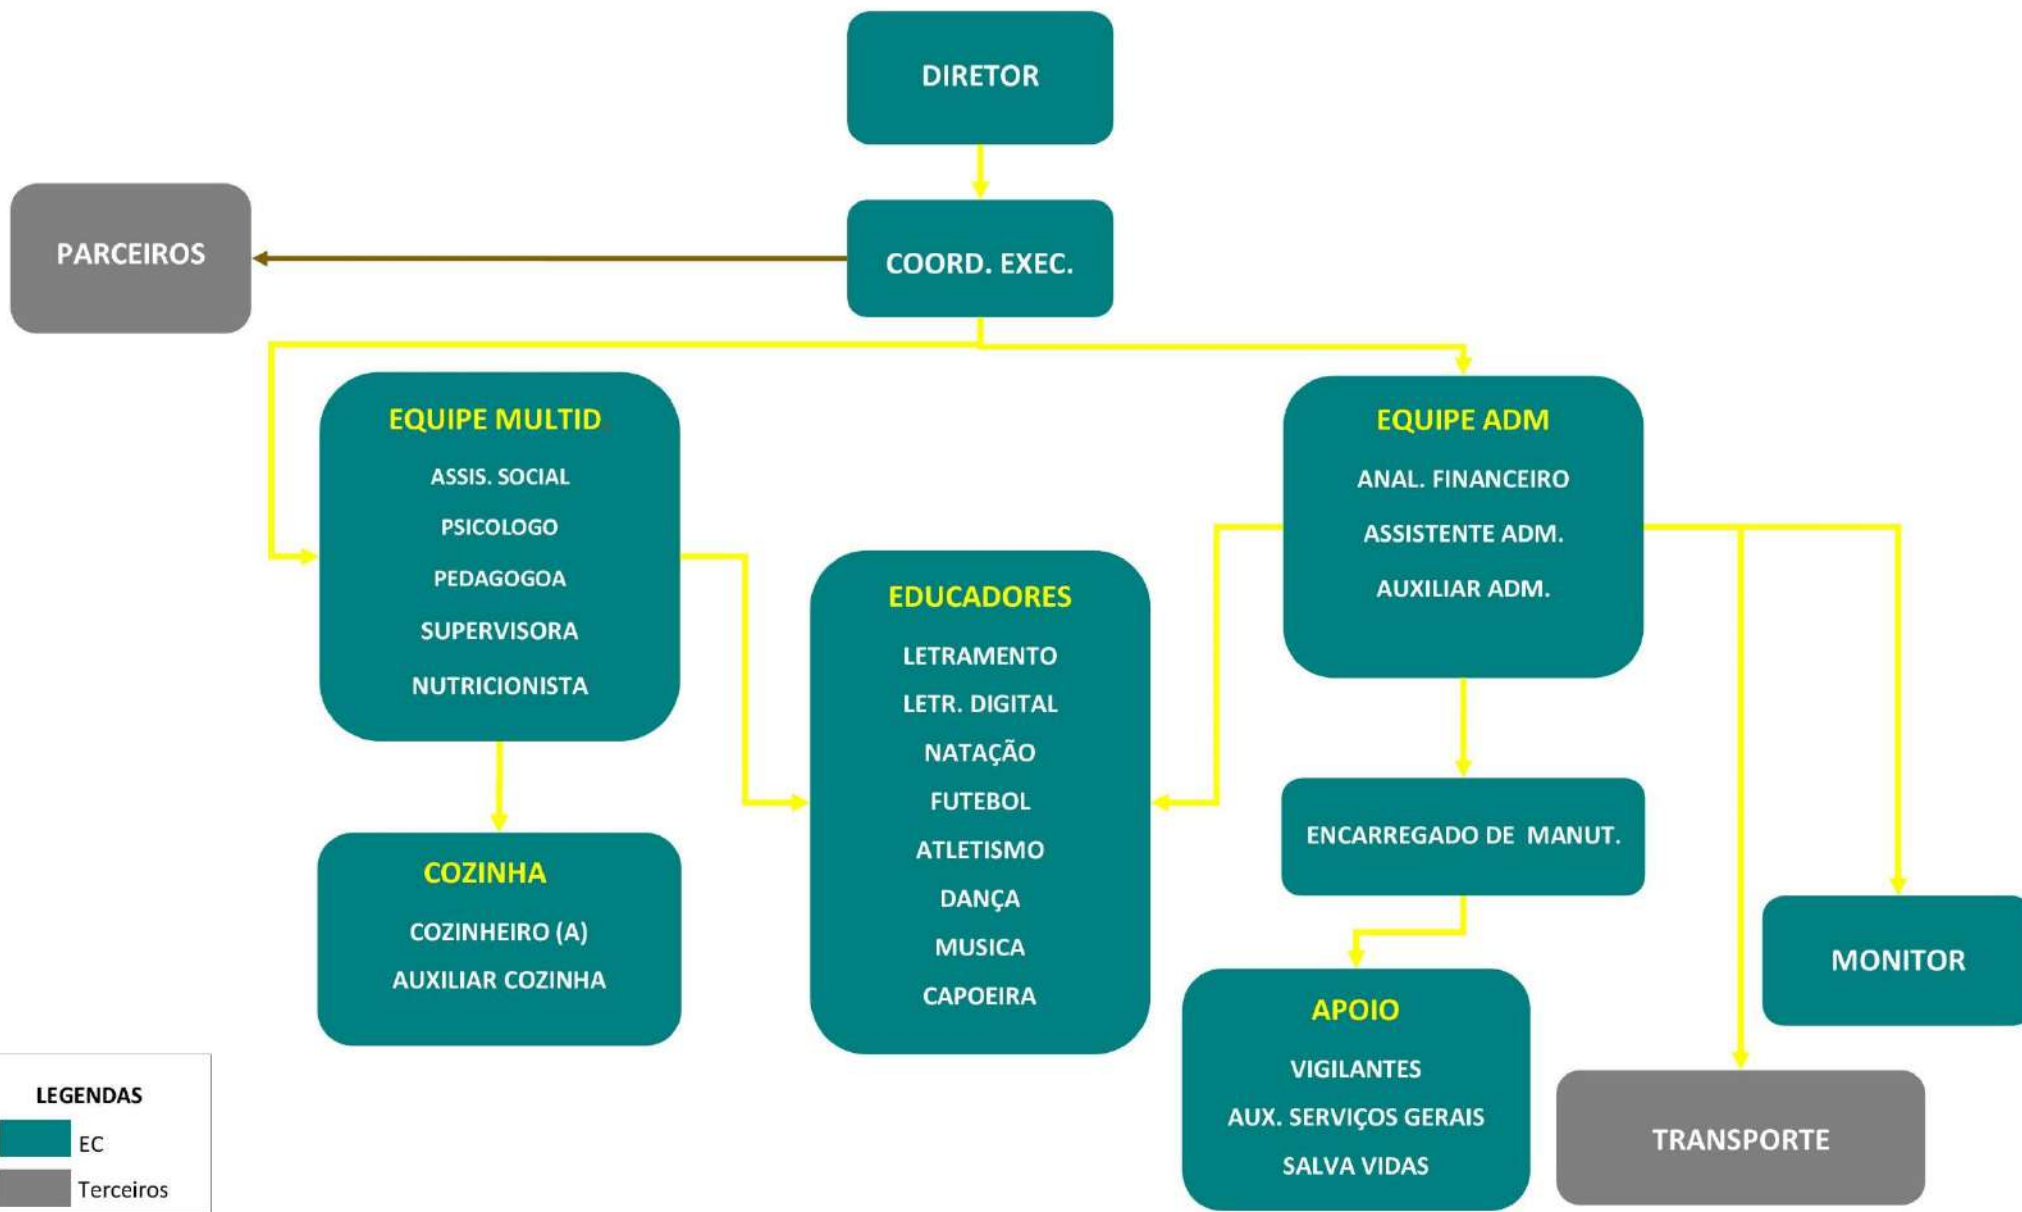 DIRETOR
PARCEIROS
COORD. EXEC.
EQUIPE MULTID
ASSIS. SOCIAL
PSICOLOGO
PEDAGOGOA
SUPERVISORA
NUTRICIONISTA
EQUIPE ADM
ANAL. FINANCEIRO
ASSISTENTE ADM.
AUXILIAR ADM.
EDUCADORES
LETRAMENTO
LETR. DIGITAL
NATAÇÃO
FUTEBOL
ATLETISMO
DANÇA
MUSICA
CAPOEIRA
COZINHA
COZINHEIRO (A)
AUXILIAR COZINHA
ENCARREGADO DE MANUT.
MONITOR
APOIO
VIGILANTES
AUX. SERVIÇOS GERAIS
SALVA VIDAS
TRANSPORTE
LEGENDAS
EC
Terceiros